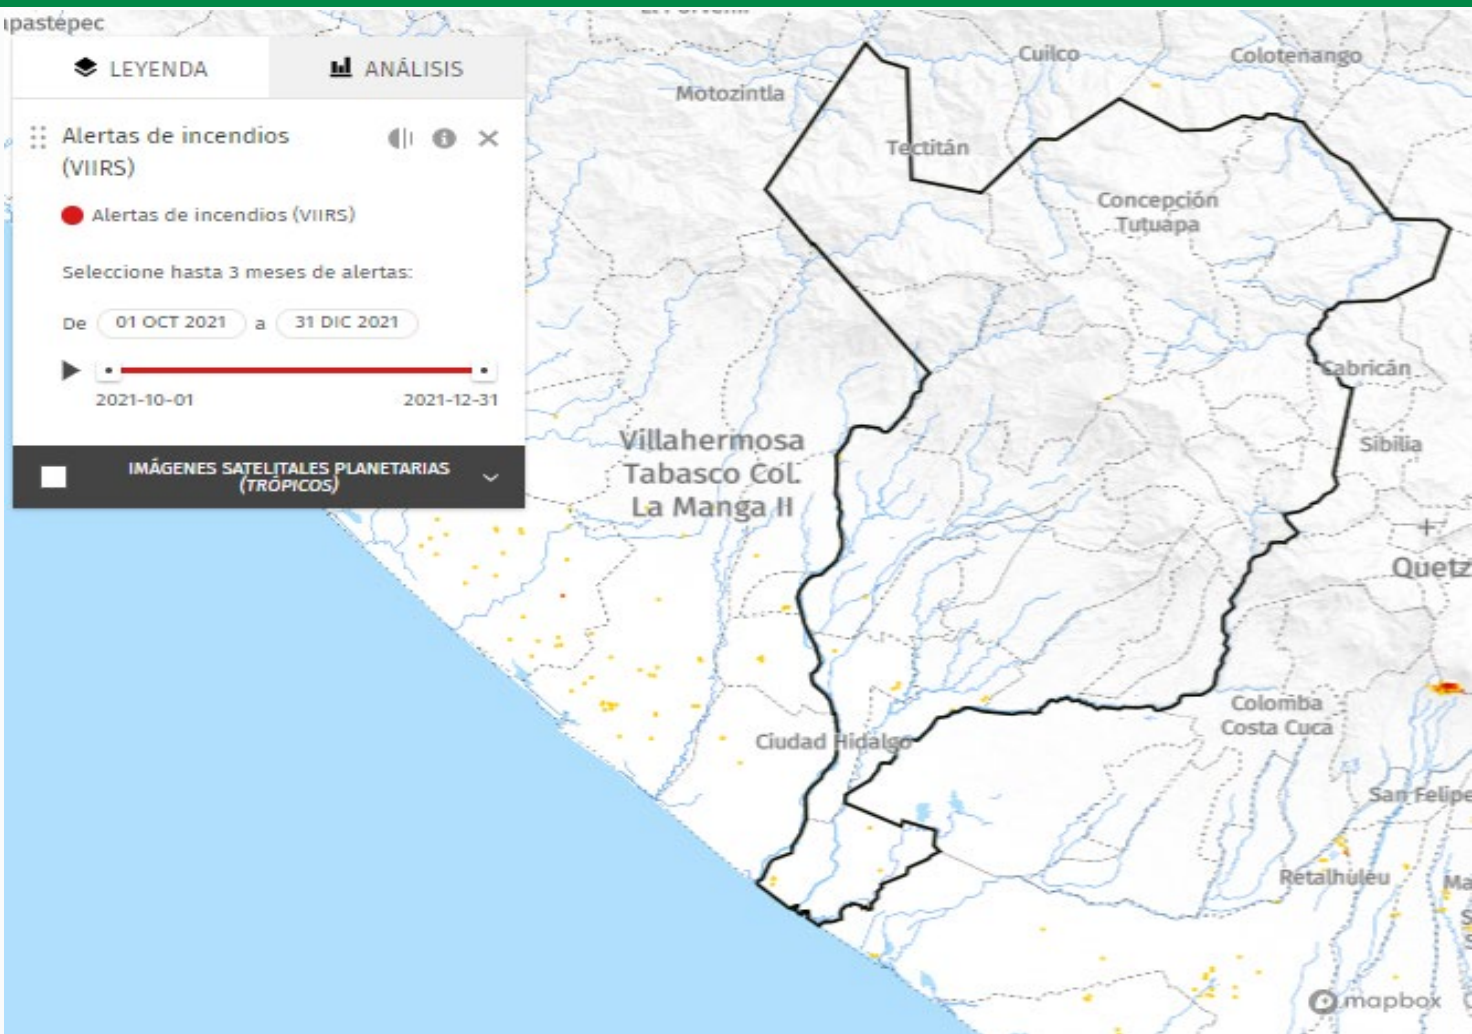 pastepec
LEYENDA
ANÁLISIS
Alertas de incendios
(VIIRS)
Alertas de incendios (VIIRS)
Seleccione hasta 3 meses de alertas:
De 01 OCT 2021 a 31 DIC 2021
2021-10-01
2021-12-31
IMÁGENES SATELITALES PLANETARIAS
(TRÓPICOS)
Motozintla
Cuilco
Colotenango
Tectitán
Concepción
Tutuapa
Cabricán
Sibilia
Villahermosa
Tabasco Col.
La Manga II
Quetz
Colomba
Costa Cuca
Ciudad Hidalgo
San Felipe
Retalhuleu
Ma
S
S
mapbox